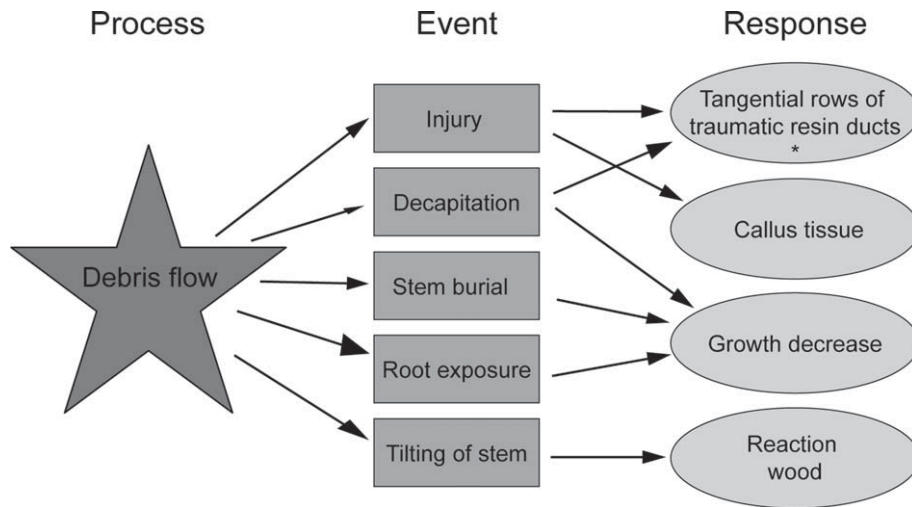 Process
Event
Response
Debris flow
Injury
Decapitation
Stem burial
Root exposure
Tilting of stem
Tangential rows of
traumatic resin ducts
*
Callus tissue
Growth decrease
Reaction
wood